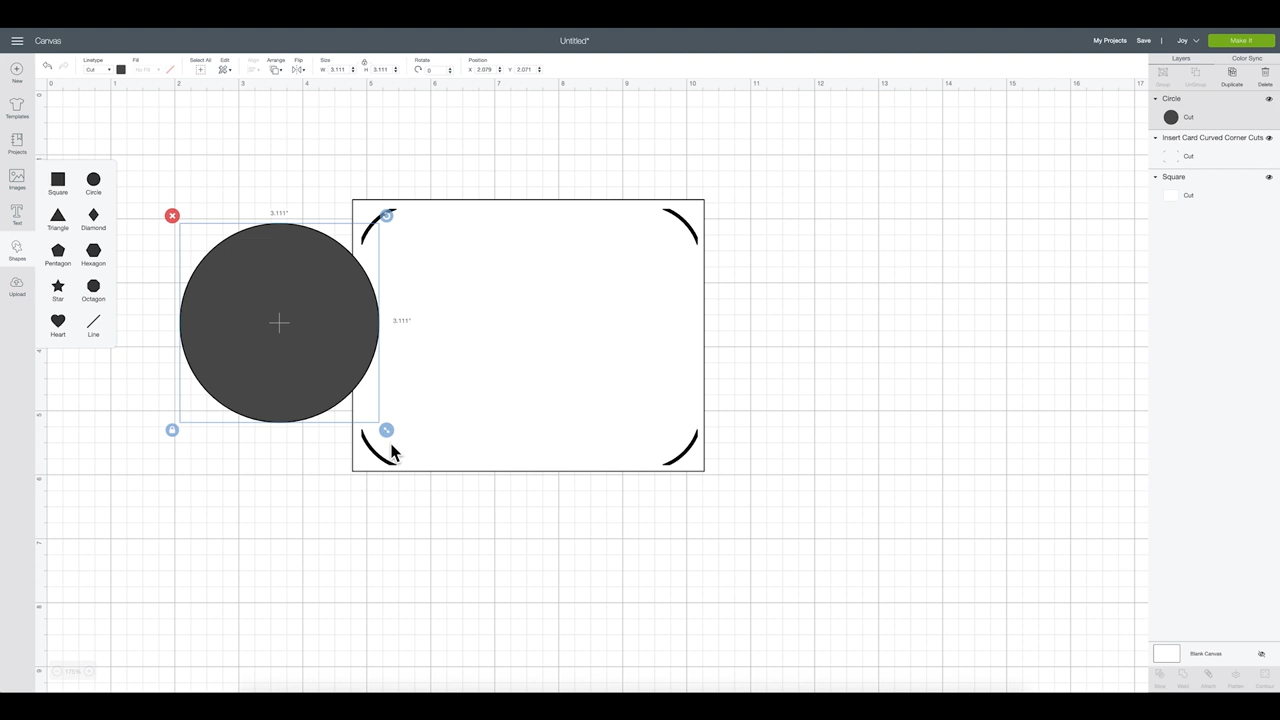 Canvas
Untitled*
My Projects Save | Joy Make It
Linetype Fill Select All Edit Align Arrange Flip Size Rotate Position
Cut No Fill W 3.111 H 3.111 0 X 2.078 Y 2.071
New
Templates
Projects
Images
Text
Shapes
Upload
0 1 2 3 4 5 6 7 8 9 10 11 12 13 14 15 16 17
Square Circle
Triangle Diamond
Pentagon Hexagon
Star Octagon
Heart Line
3.111"
3.111"
175%
Layers Color Sync
Group UnGroup Duplicate Delete
Circle
Cut
Insert Card Curved Corner Cuts
Cut
Square
Cut
Blank Canvas
Slice Weld Attach Flatten Contour